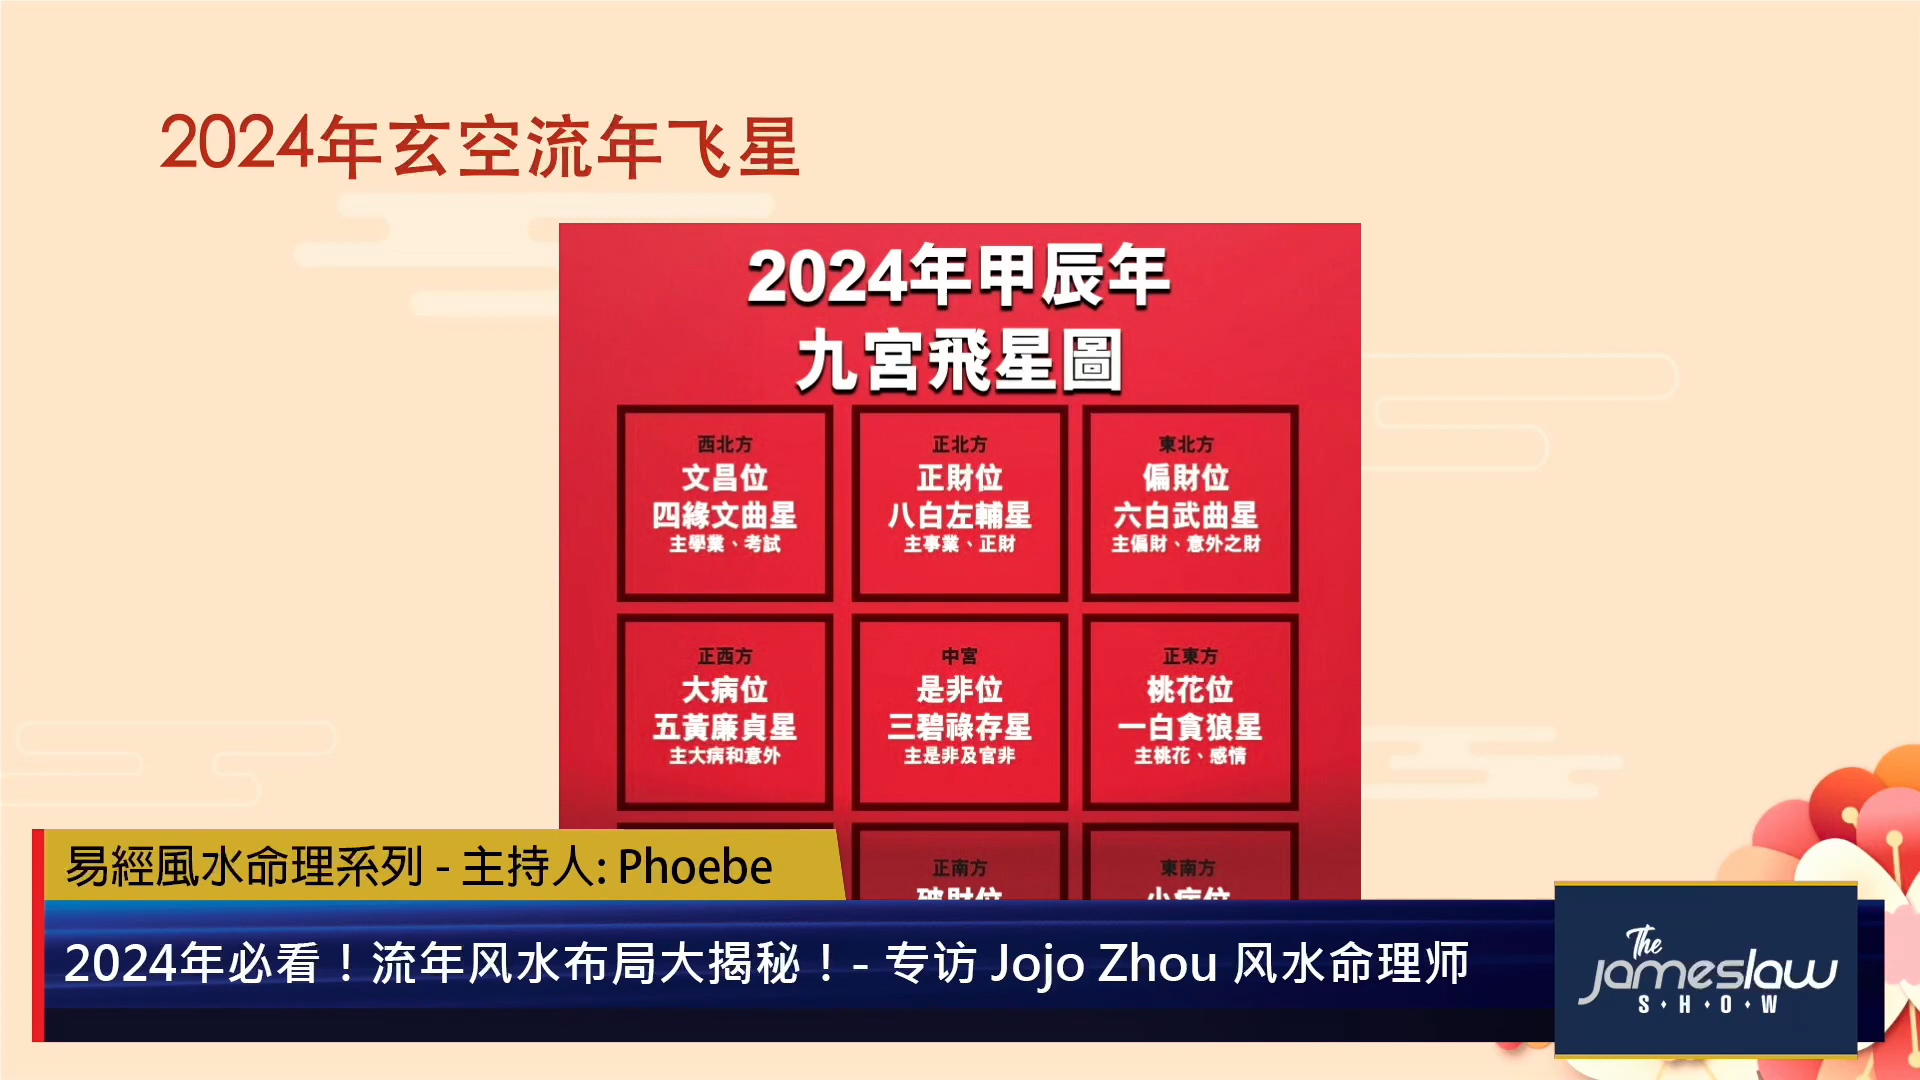 2024年玄空流年飞星
2024年甲辰年
九宮飛星圖
西北方
文昌位
四緣文曲星
主學業、考試
正北方
正財位
八白左輔星
主事業、正財
東北方
偏財位
六白武曲星
主偏財、意外之財
正西方
大病位
五黃廉貞星
主大病和意外
中宮
是非位
三碧祿存星
主是非及官非
正東方
桃花位
一白貪狼星
主桃花、感情
正南方
破財位
東南方
小病位
易經風水命理系列 - 主持人: Phoebe
2024年必看！流年风水布局大揭秘！- 专访 Jojo Zhou 风水命理师
The
jameslaw
S·H·O·W